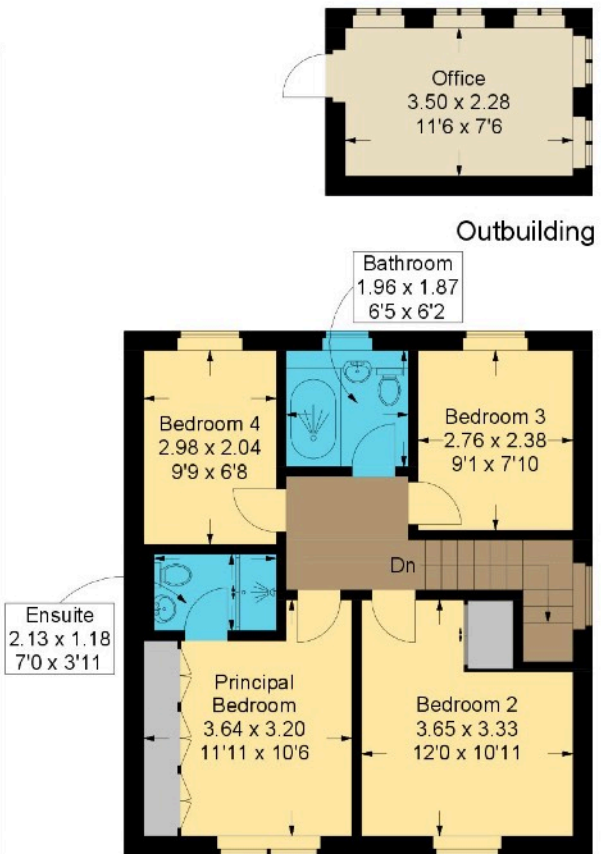 Office
3.50 x 2.28
11'6 x 7'6
Outbuilding
Bathroom
1.96 x 1.87
6'5 x 6'2
Bedroom 4
2.98 x 2.04
9'9 x 6'8
Bedroom 3
2.76 x 2.38
9'1 x 7'10
Dn
Ensuite
2.13 x 1.18
7'0 x 3'11
Principal
Bedroom
3.64 x 3.20
11'11 x 10'6
Bedroom 2
3.65 x 3.33
12'0 x 10'11